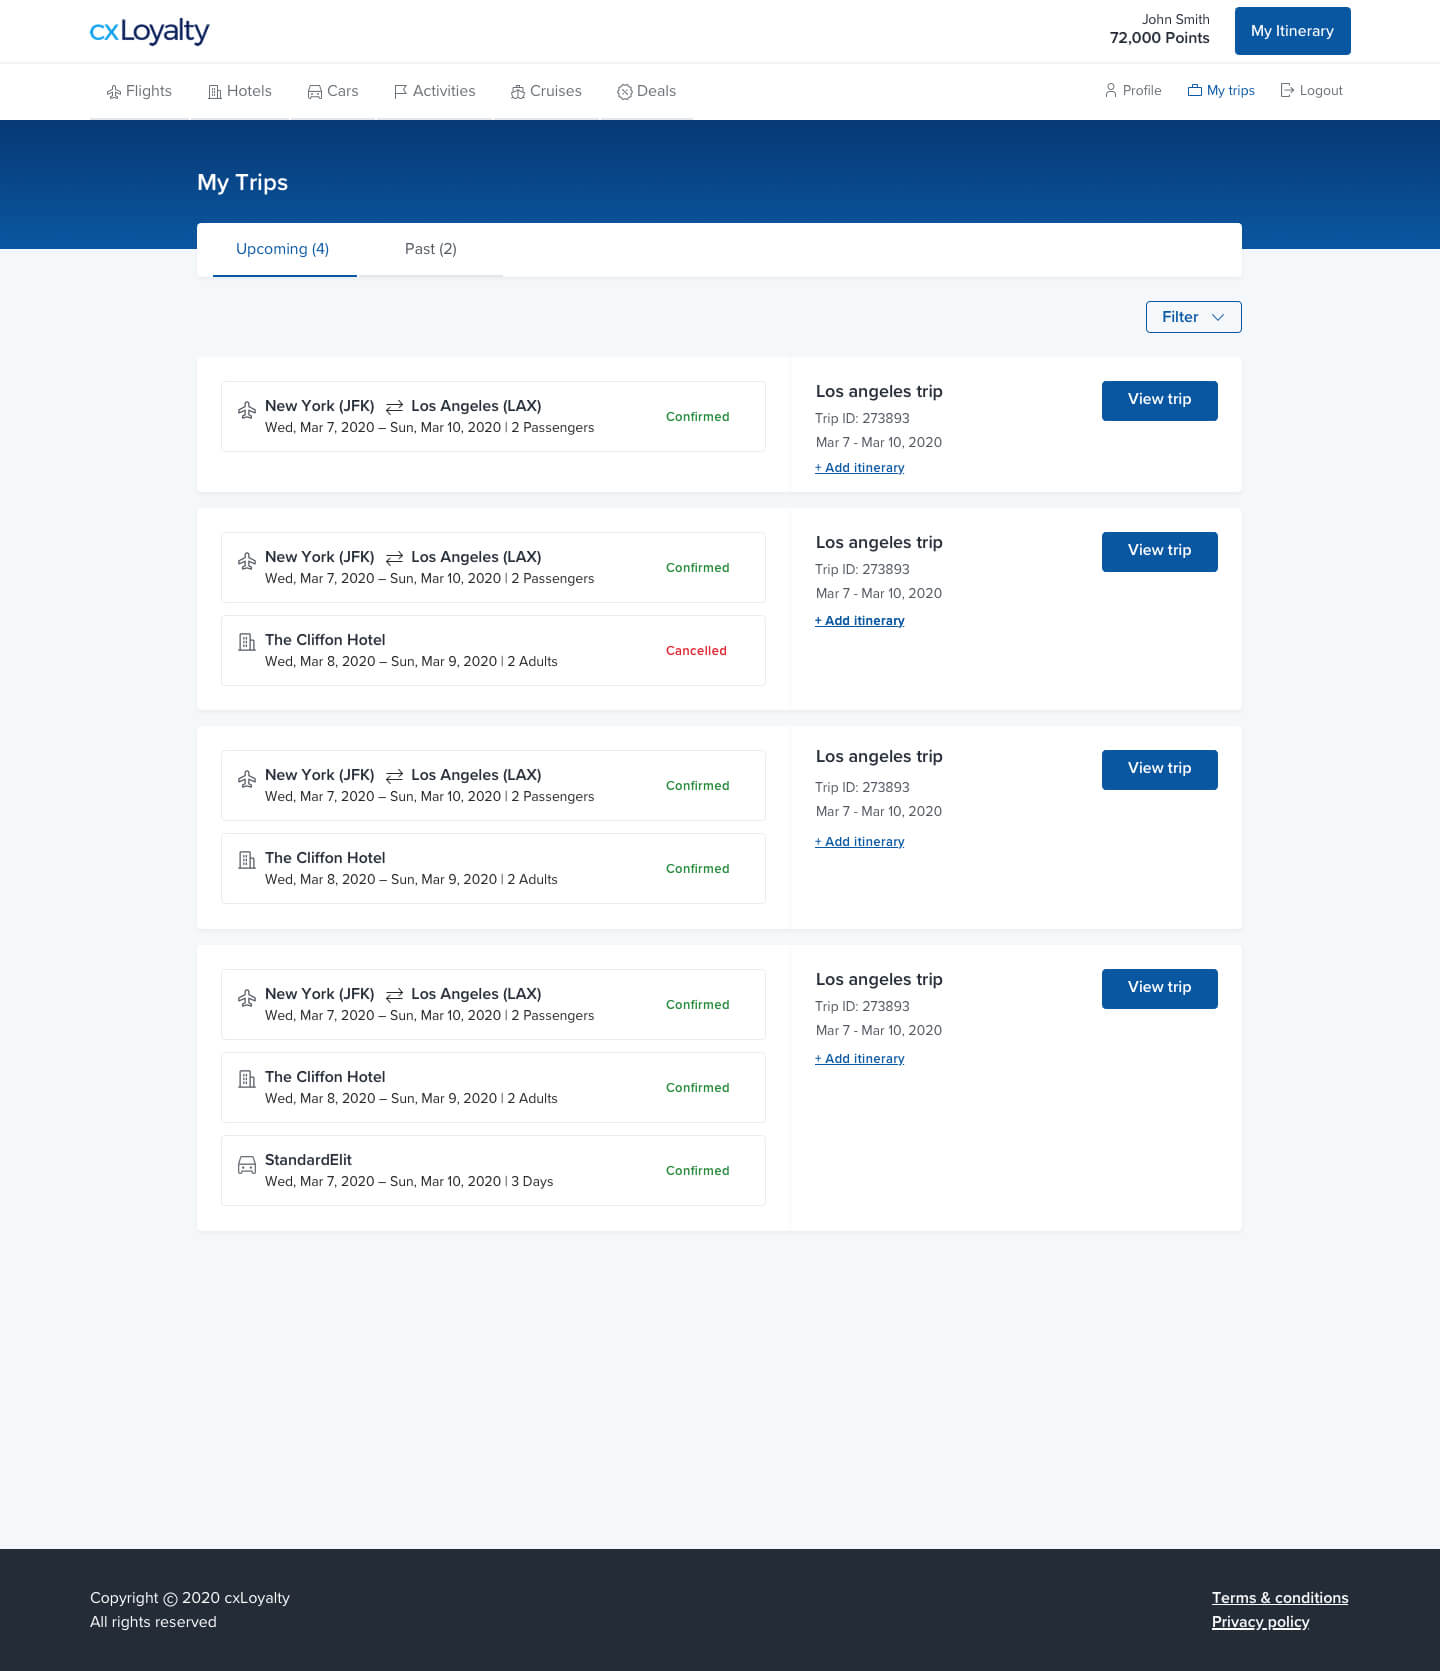 cxLoyalty
John Smith
72,000 Points
My Itinerary
Flights
Hotels
Cars
Activities
Cruises
Deals
Profile
My trips
Logout
My Trips
Upcoming (4)
Past (2)
Filter
New York (JFK) Los Angeles (LAX)
Wed, Mar 7, 2020 – Sun, Mar 10, 2020 | 2 Passengers
Confirmed
Los angeles trip
Trip ID: 273893
Mar 7 - Mar 10, 2020
+ Add itinerary
View trip
New York (JFK) Los Angeles (LAX)
Wed, Mar 7, 2020 – Sun, Mar 10, 2020 | 2 Passengers
Confirmed
The Cliffon Hotel
Wed, Mar 8, 2020 – Sun, Mar 9, 2020 | 2 Adults
Cancelled
Los angeles trip
Trip ID: 273893
Mar 7 - Mar 10, 2020
+ Add itinerary
View trip
New York (JFK) Los Angeles (LAX)
Wed, Mar 7, 2020 – Sun, Mar 10, 2020 | 2 Passengers
Confirmed
The Cliffon Hotel
Wed, Mar 8, 2020 – Sun, Mar 9, 2020 | 2 Adults
Confirmed
Los angeles trip
Trip ID: 273893
Mar 7 - Mar 10, 2020
+ Add itinerary
View trip
New York (JFK) Los Angeles (LAX)
Wed, Mar 7, 2020 – Sun, Mar 10, 2020 | 2 Passengers
Confirmed
The Cliffon Hotel
Wed, Mar 8, 2020 – Sun, Mar 9, 2020 | 2 Adults
Confirmed
StandardElit
Wed, Mar 7, 2020 – Sun, Mar 10, 2020 | 3 Days
Confirmed
Los angeles trip
Trip ID: 273893
Mar 7 - Mar 10, 2020
+ Add itinerary
View trip
Copyright © 2020 cxLoyalty
All rights reserved
Terms & conditions
Privacy policy